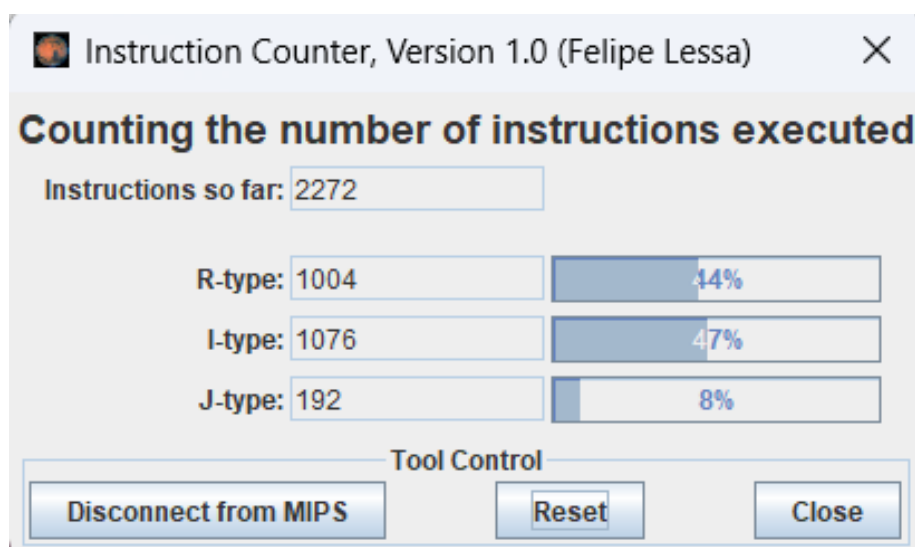 Instruction Counter, Version 1.0 (Felipe Lessa)
Counting the number of instructions executed
Instructions so far: 2272
R-type: 1004 44%
I-type: 1076 47%
J-type: 192 8%
Tool Control
Disconnect from MIPS Reset Close